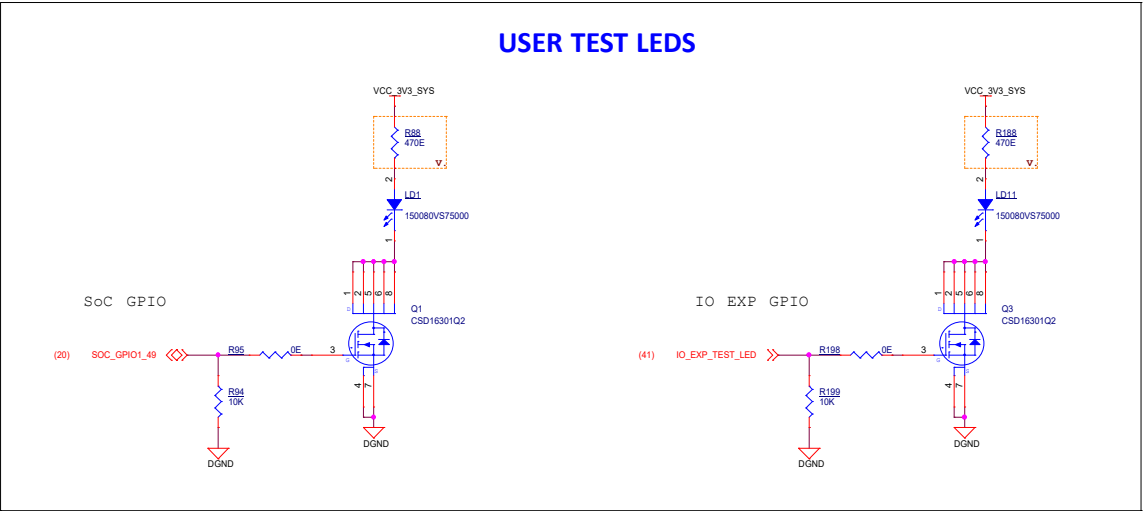 USER TEST LEDS
VCC_3V3_SYS
R88
470E
V.
2
LD1
150080VS75000
1
1 2 5 6 8
D
Q1
CSD16301Q2
SoC GPIO
(20) SOC_GPIO1_49
R95 0E 3
G
S
R94
10K
4 7
DGND
DGND
VCC_3V3_SYS
R188
470E
V.
2
LD11
150080VS75000
1
1 2 5 6 8
D
Q3
CSD16301Q2
IO EXP GPIO
(41) IO_EXP_TEST_LED
R198 0E 3
G
S
R199
10K
4 7
DGND
DGND